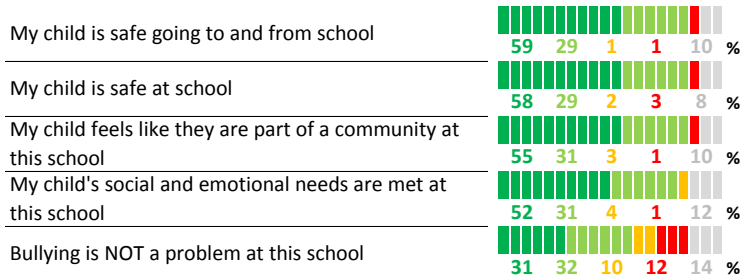 My child is safe going to and from school
59 29 1 1 10 %
My child is safe at school
58 29 2 3 8 %
My child feels like they are part of a community at
this school
55 31 3 1 10 %
My child's social and emotional needs are met at
this school
52 31 4 1 12 %
Bullying is NOT a problem at this school
31 32 10 12 14 %